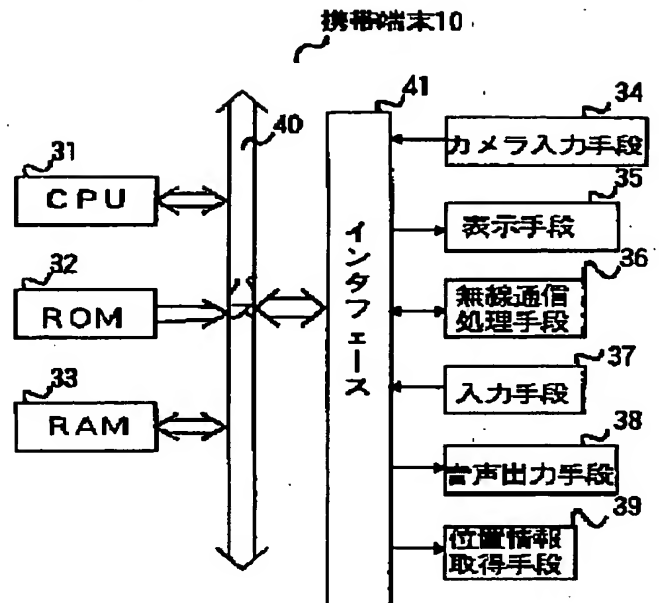 携帯端末10
41
34
カメラ入力手段
40
31
CPU
35
表示手段
インタフェース
32
ROM
36
無線通信
処理手段
37
入力手段
33
RAM
38
音声出力手段
39
位置情報
取得手段